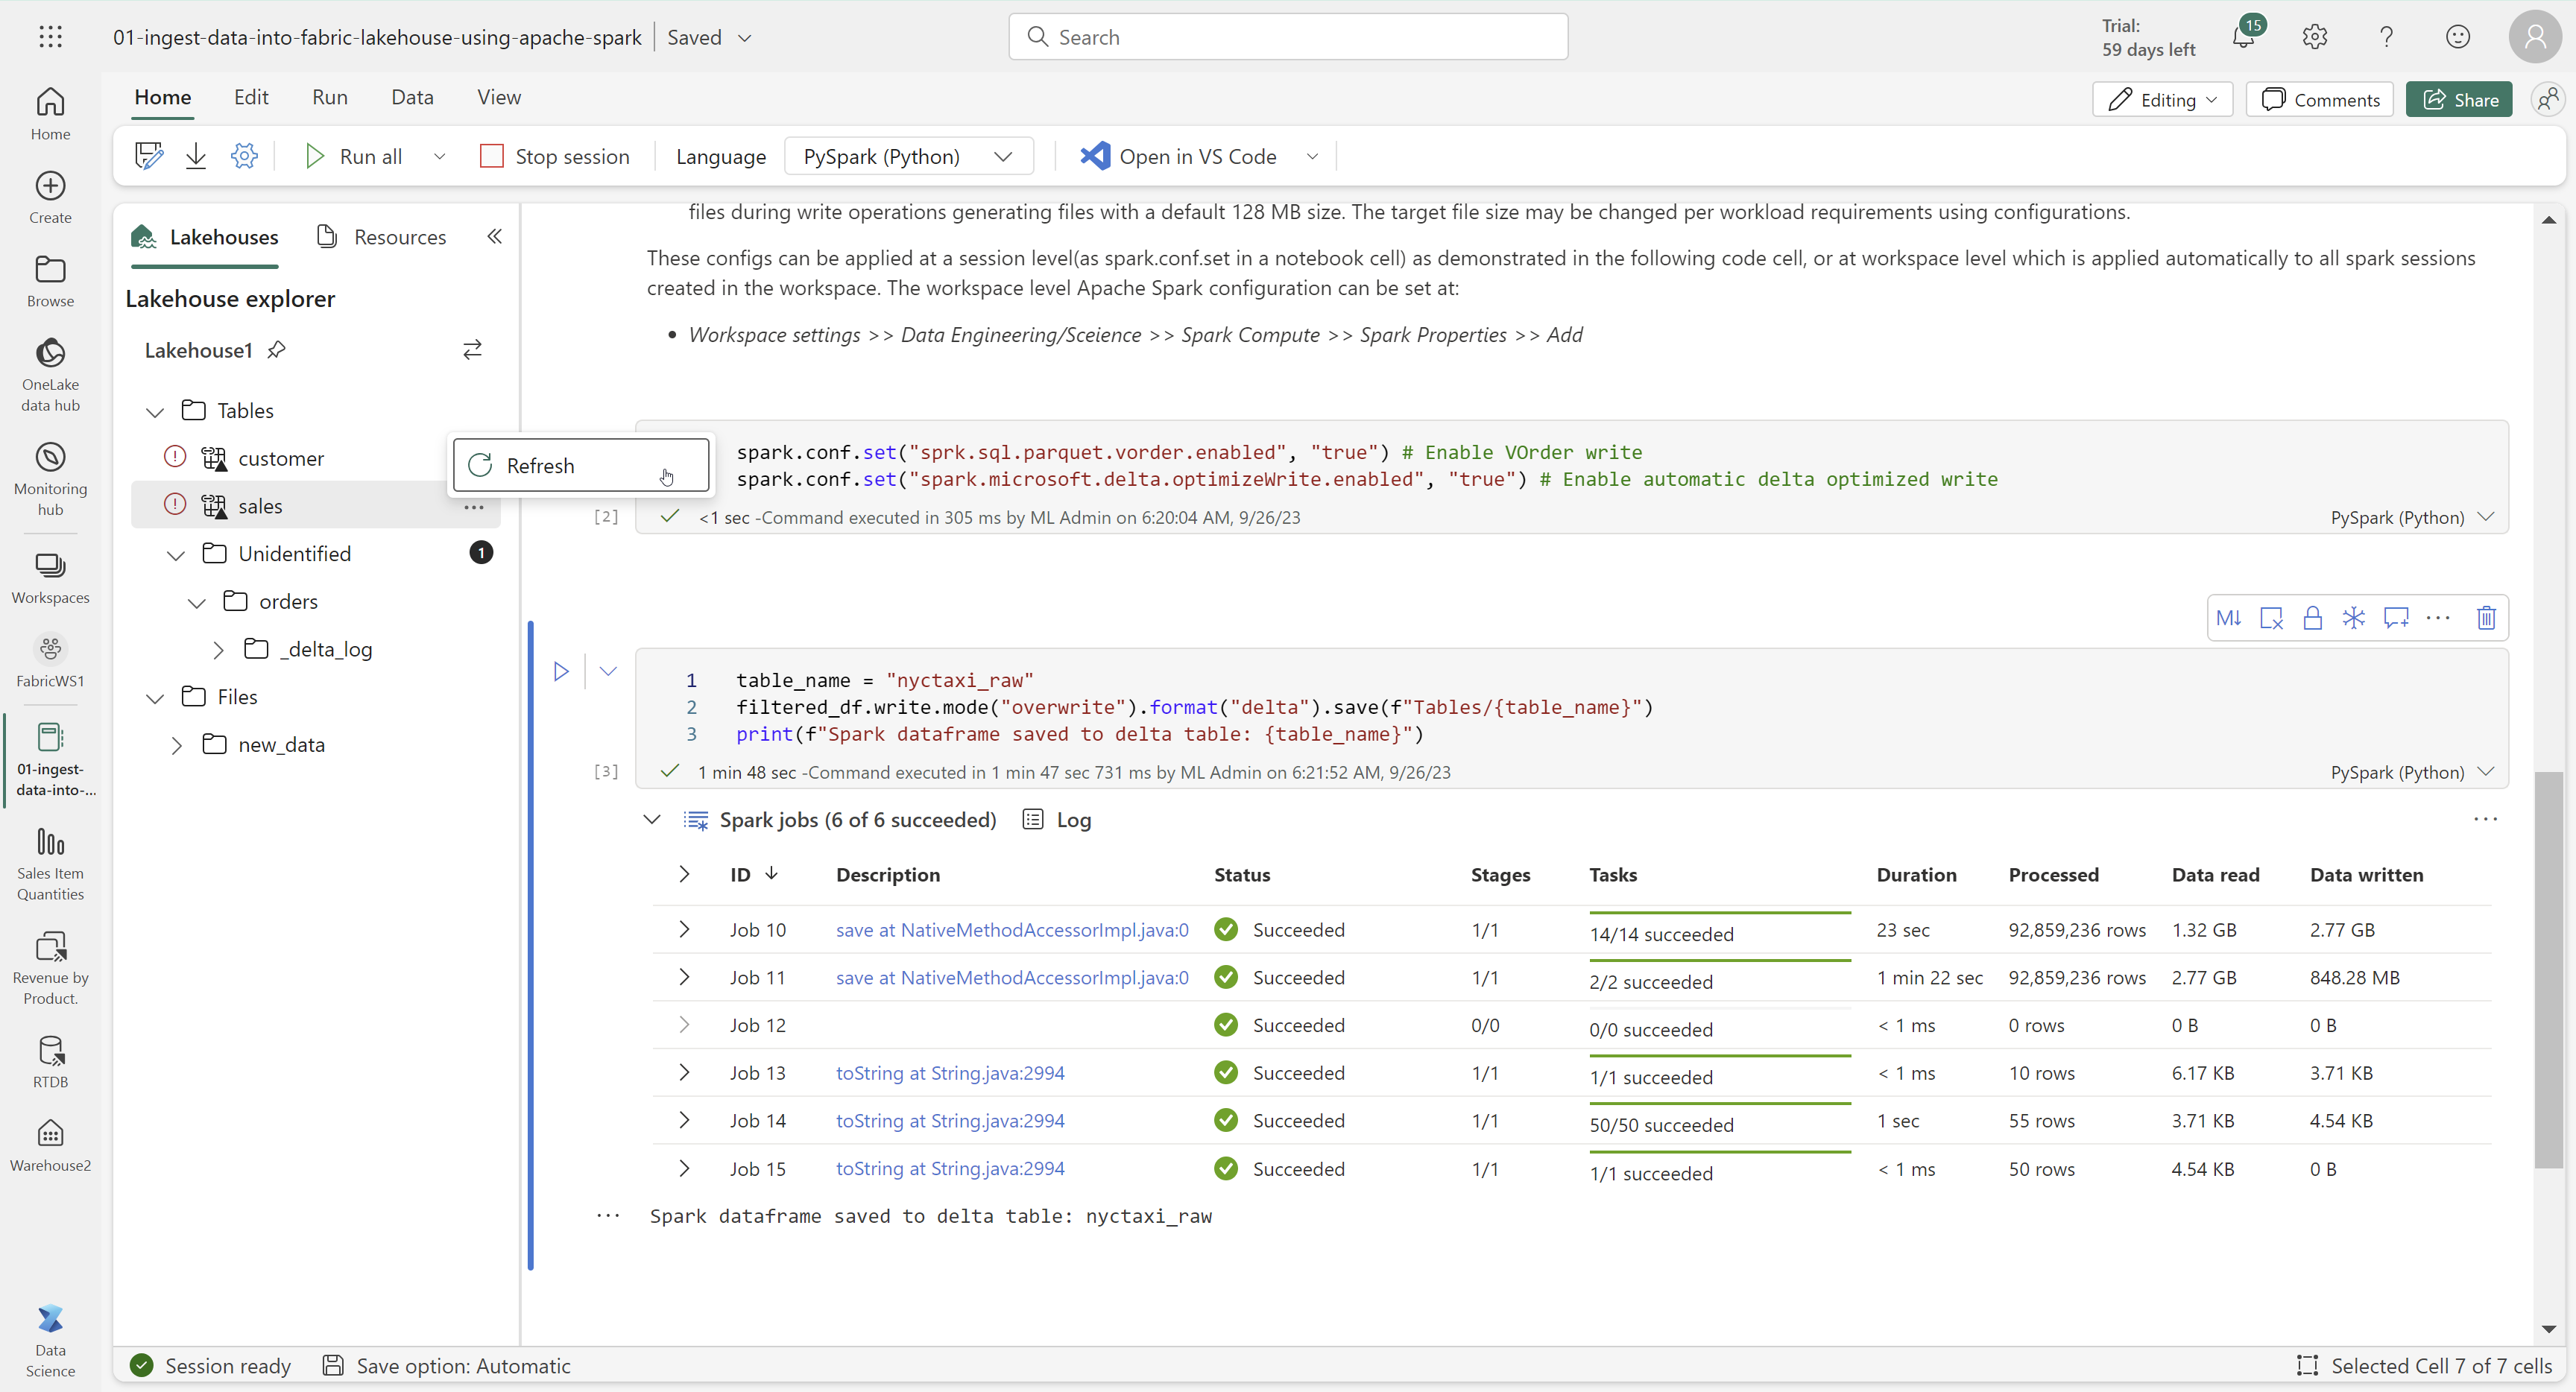 01-ingest-data-into-fabric-lakehouse-using-apache-spark
Saved
Search
Trial:
59 days left
15
Home
Edit
Run
Data
View
Editing
Comments
Share
Run all
Stop session
Language
PySpark (Python)
Open in VS Code
Home
Create
Browse
OneLake
data hub
Monitoring
hub
Workspaces
FabricWS1
01-ingest-
data-into-...
Sales Item
Quantities
Revenue by
Product.
RTDB
Warehouse2
Data
Science
Lakehouses
Resources
Lakehouse explorer
Lakehouse1
Tables
customer
sales
Unidentified
1
orders
_delta_log
Files
new_data
Refresh
files during write operations generating files with a default 128 MB size. The target file size may be changed per workload requirements using configurations.
These configs can be applied at a session level(as spark.conf.set in a notebook cell) as demonstrated in the following code cell, or at workspace level which is applied automatically to all spark sessions
created in the workspace. The workspace level Apache Spark configuration can be set at:
• Workspace settings >> Data Engineering/Sceience >> Spark Compute >> Spark Properties >> Add
spark.conf.set("sprk.sql.parquet.vorder.enabled", "true") # Enable VOrder write
spark.conf.set("spark.microsoft.delta.optimizeWrite.enabled", "true") # Enable automatic delta optimized write
[2] <1 sec -Command executed in 305 ms by ML Admin on 6:20:04 AM, 9/26/23 PySpark (Python)
M↓
1 table_name = "nyctaxi_raw"
2 filtered_df.write.mode("overwrite").format("delta").save(f"Tables/{table_name}")
3 print(f"Spark dataframe saved to delta table: {table_name}")
[3] 1 min 48 sec -Command executed in 1 min 47 sec 731 ms by ML Admin on 6:21:52 AM, 9/26/23 PySpark (Python)
Spark jobs (6 of 6 succeeded) Log
ID Description Status Stages Tasks Duration Processed Data read Data written
Job 10 save at NativeMethodAccessorImpl.java:0 Succeeded 1/1 14/14 succeeded 23 sec 92,859,236 rows 1.32 GB 2.77 GB
Job 11 save at NativeMethodAccessorImpl.java:0 Succeeded 1/1 2/2 succeeded 1 min 22 sec 92,859,236 rows 2.77 GB 848.28 MB
Job 12 Succeeded 0/0 0/0 succeeded < 1 ms 0 rows 0 B 0 B
Job 13 toString at String.java:2994 Succeeded 1/1 1/1 succeeded < 1 ms 10 rows 6.17 KB 3.71 KB
Job 14 toString at String.java:2994 Succeeded 1/1 50/50 succeeded 1 sec 55 rows 3.71 KB 4.54 KB
Job 15 toString at String.java:2994 Succeeded 1/1 1/1 succeeded < 1 ms 50 rows 4.54 KB 0 B
Spark dataframe saved to delta table: nyctaxi_raw
Session ready
Save option: Automatic
Selected Cell 7 of 7 cells